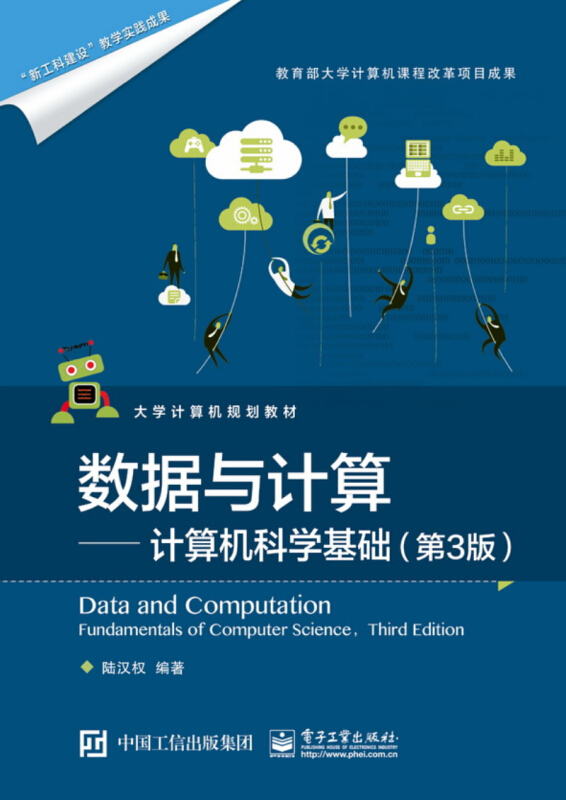 “新工科建设”教学实践成果
教育部大学计算机课程改革项目成果
大学计算机规划教材
数据与计算
——计算机科学基础（第3版）
Data and Computation
Fundamentals of Computer Science, Third Edition
陆汉权 编著
中国工信出版集团
电子工业出版社
PUBLISHING HOUSE OF ELECTRONICS INDUSTRY
http://www.phei.com.cn